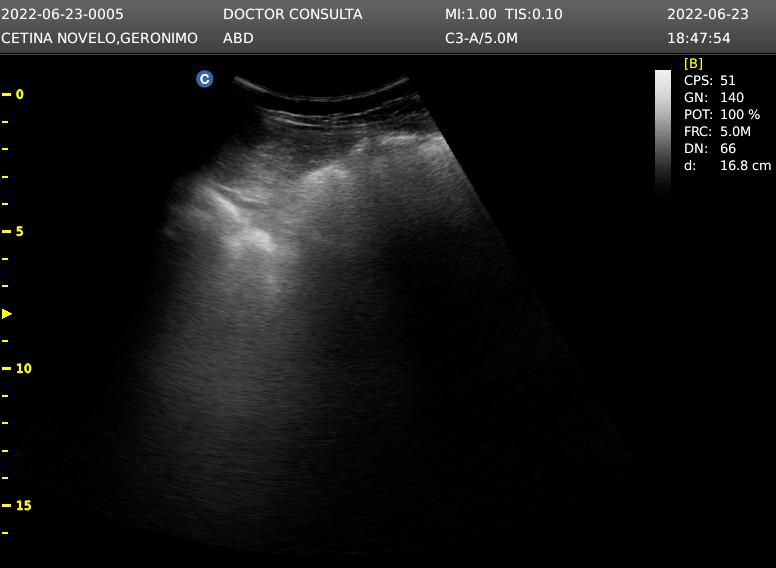 2022-06-23-0005 DOCTOR CONSULTA MI:1.00 TIS:0.10 2022-06-23
CETINA NOVELO,GERONIMO ABD C3-A/5.0M 18:47:54
C
[B]
CPS: 51
GN: 140
POT: 100 %
FRC: 5.0M
DN: 66
d: 16.8 cm
0
5
10
15